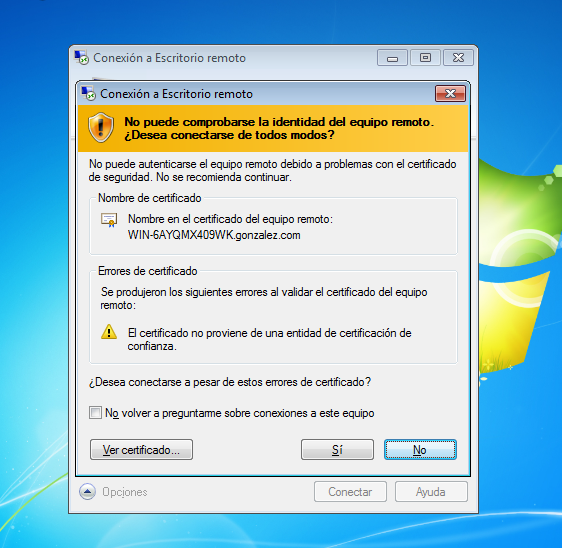 Conexión a Escritorio remoto
Conexión a Escritorio remoto
No puede comprobarse la identidad del equipo remoto.
¿Desea conectarse de todos modos?
No puede autenticarse el equipo remoto debido a problemas con el certificado
de seguridad. No se recomienda continuar.
Nombre de certificado
Nombre en el certificado del equipo remoto:
WIN-6AYQMX409WK.gonzalez.com
Errores de certificado
Se produjeron los siguientes errores al validar el certificado del equipo
remoto:
El certificado no proviene de una entidad de certificación de
confianza.
¿Desea conectarse a pesar de estos errores de certificado?
No volver a preguntarme sobre conexiones a este equipo
Ver certificado... Sí No
Opciones Conectar Ayuda